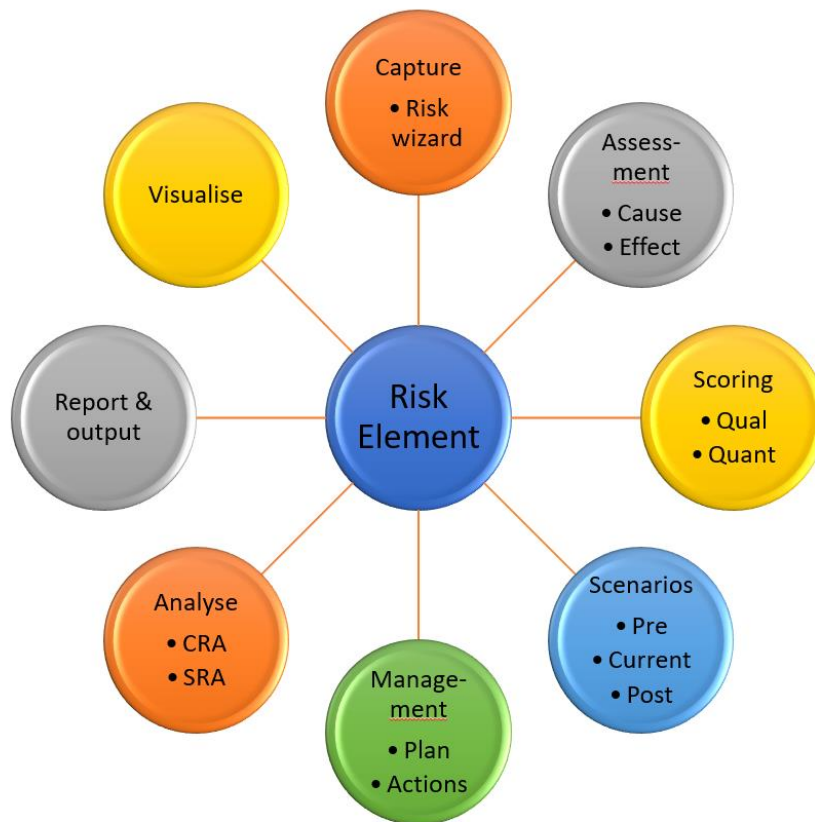 Capture
• Risk
wizard
Assess-
ment
• Cause
• Effect
Scoring
• Qual
• Quant
Scenarios
• Pre
• Current
• Post
Manage-
ment
• Plan
• Actions
Analyse
• CRA
• SRA
Report &
output
Visualise
Risk
Element